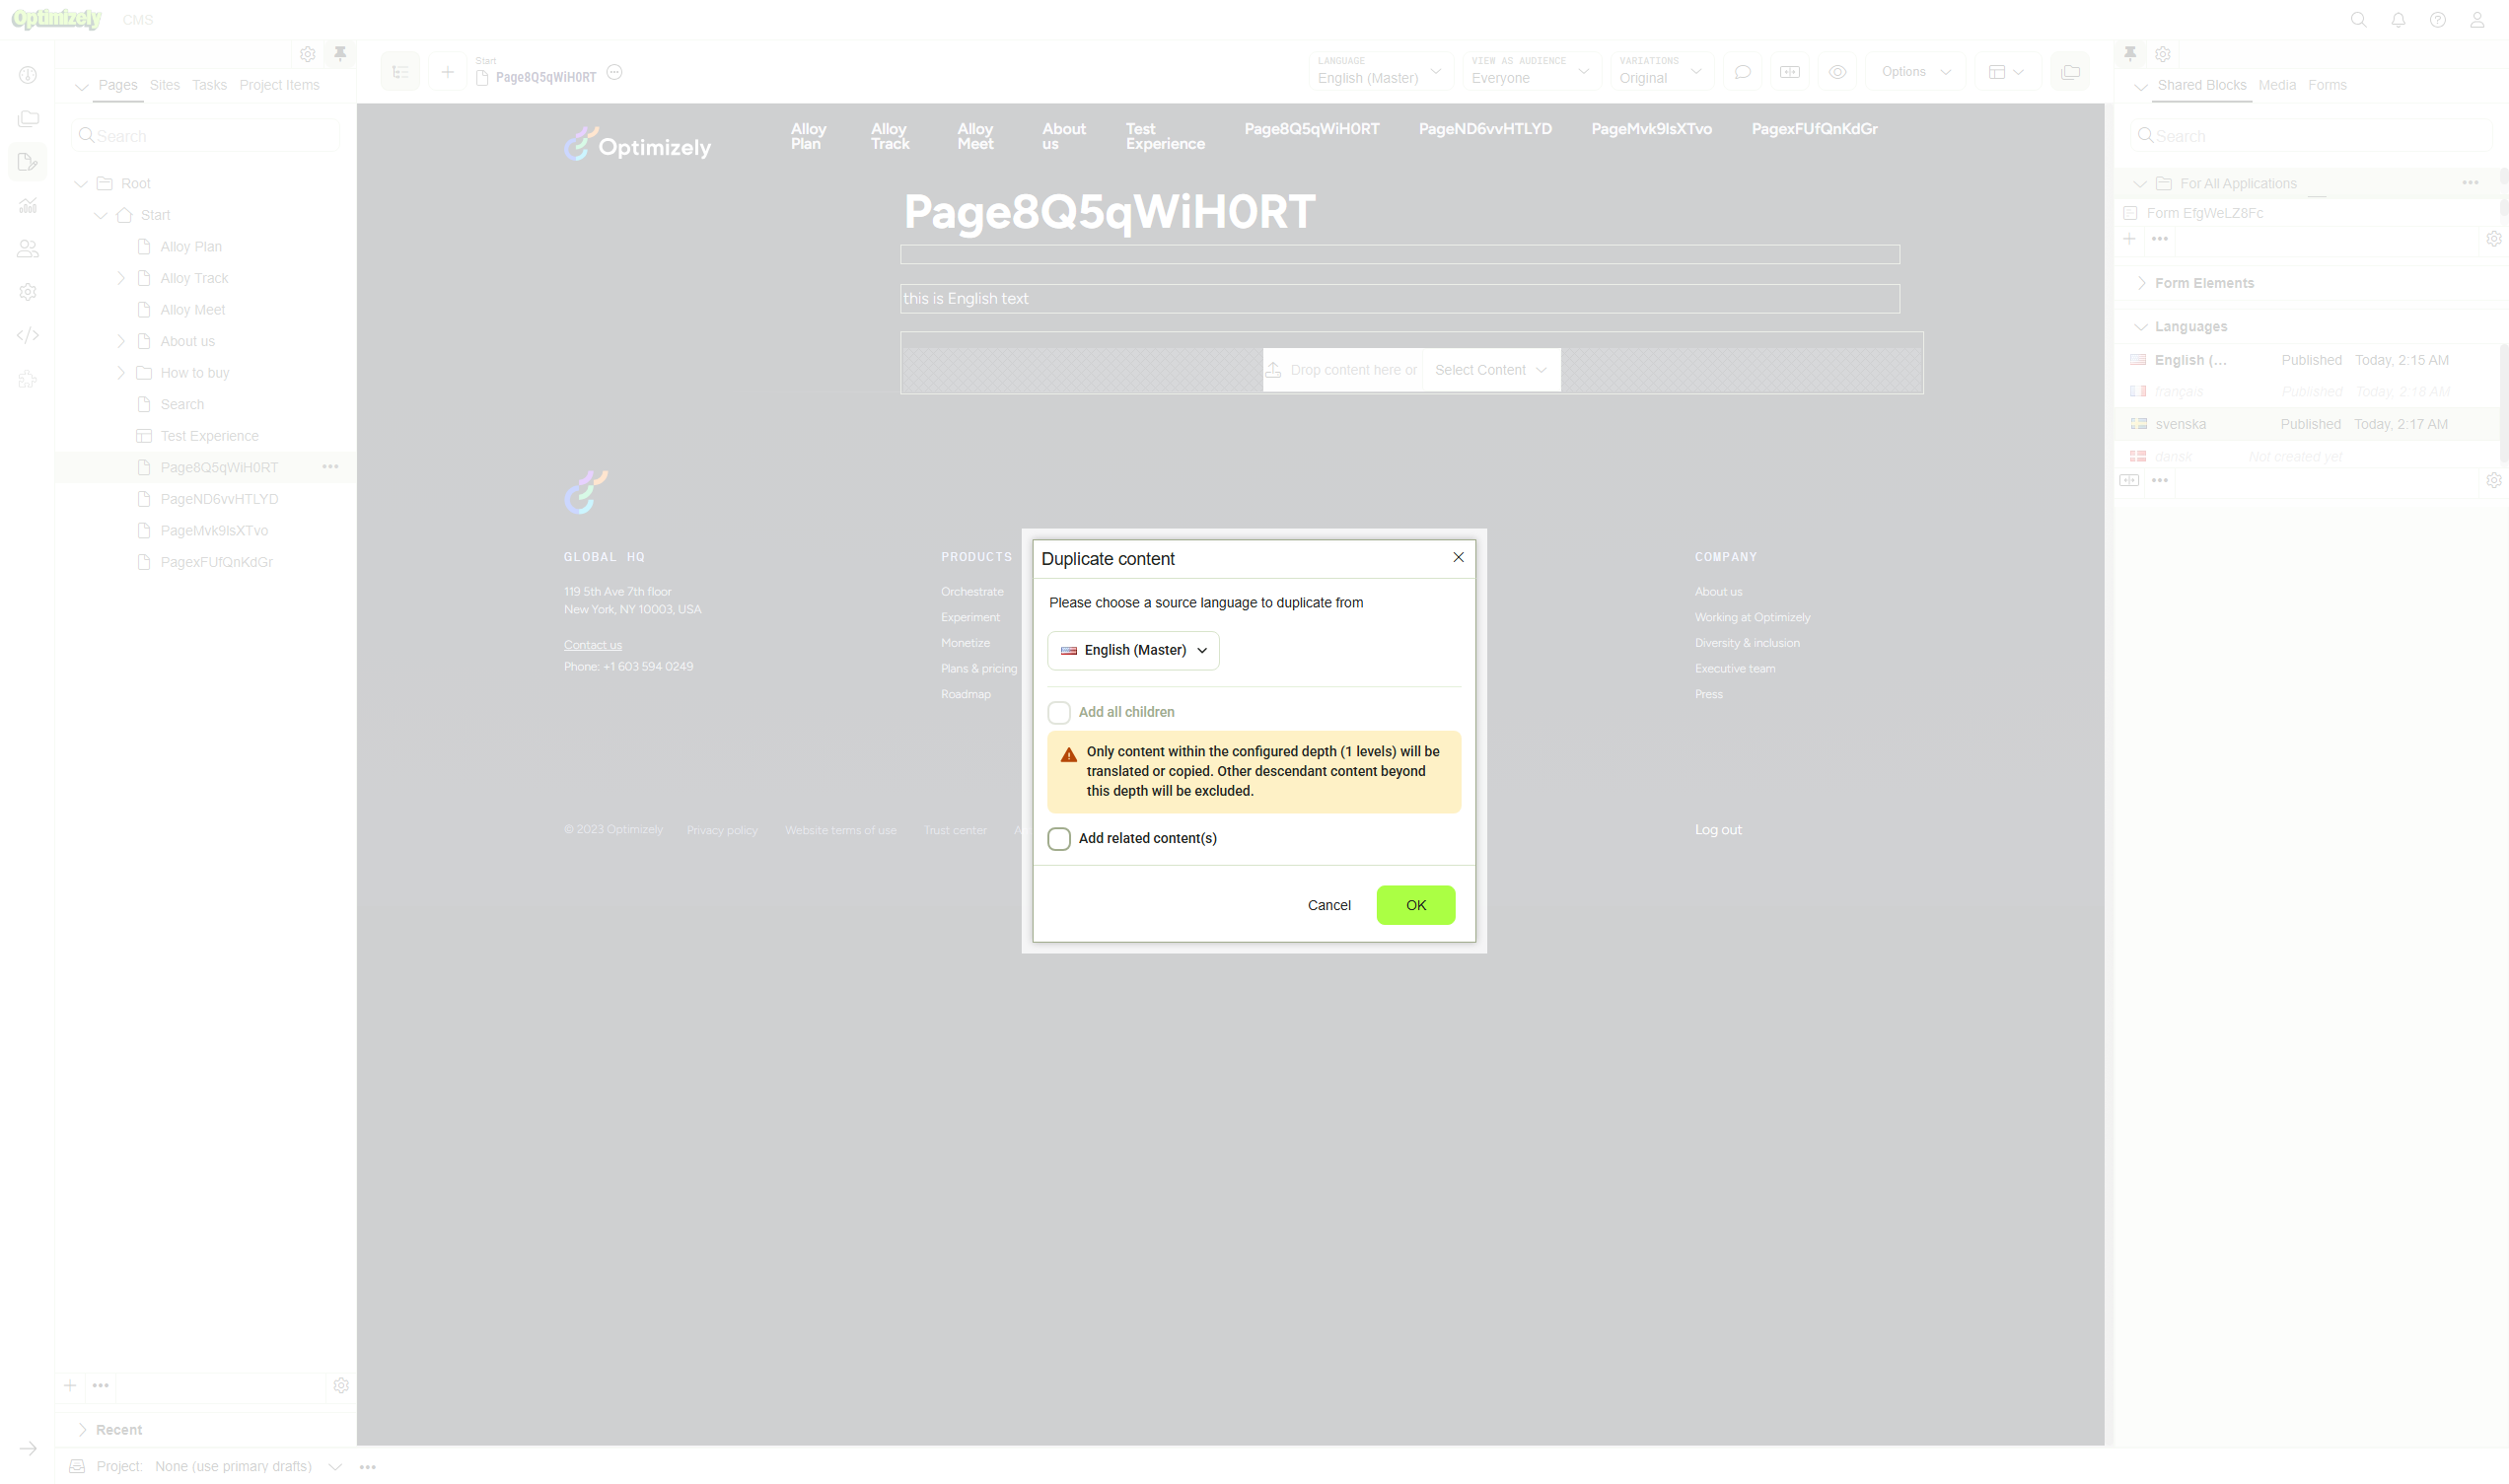 Optimizely CMS
Pages Sites Tasks Project Items
Search
Root
Start
Alloy Plan
Alloy Track
Alloy Meet
About us
How to buy
Search
Test Experience
Page8Q5qWiH0RT
PageND6vvHTLYD
PageMvk9lsXTvo
PagexFUfQnKdGr
Recent
Project: None (use primary drafts)
Start
Page8Q5qWiH0RT
LANGUAGE
English (Master)
VIEW AS AUDIENCE
Everyone
VARIATIONS
Original
Options
Optimizely
Alloy
Plan
Alloy
Track
Alloy
Meet
About
us
Test
Experience
Page8Q5qWiH0RT
PageND6vvHTLYD
PageMvk9lsXTvo
PagexFUfQnKdGr
Page8Q5qWiH0RT
this is English text
Drop content here or Select Content
GLOBAL HQ
119 5th Ave 7th floor
New York, NY 10003, USA
Contact us
Phone: +1 603 594 0249
PRODUCTS
Orchestrate
Experiment
Monetize
Plans & pricing
Roadmap
COMPANY
About us
Working at Optimizely
Diversity & inclusion
Executive team
Press
© 2023 Optimizely Privacy policy Website terms of use Trust center
Log out
Duplicate content
Please choose a source language to duplicate from
English (Master)
Add all children
Only content within the configured depth (1 levels) will be
translated or copied. Other descendant content beyond
this depth will be excluded.
Add related content(s)
Cancel OK
Shared Blocks Media Forms
Search
For All Applications
Form EfgWeLZ8Fc
Form Elements
Languages
English (... Published Today, 2:15 AM
français Published Today, 2:18 AM
svenska Published Today, 2:17 AM
dansk Not created yet